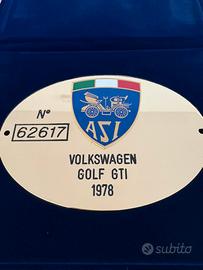 ASI
N°
62617
VOLKSWAGEN
GOLF GTI
1978
subito